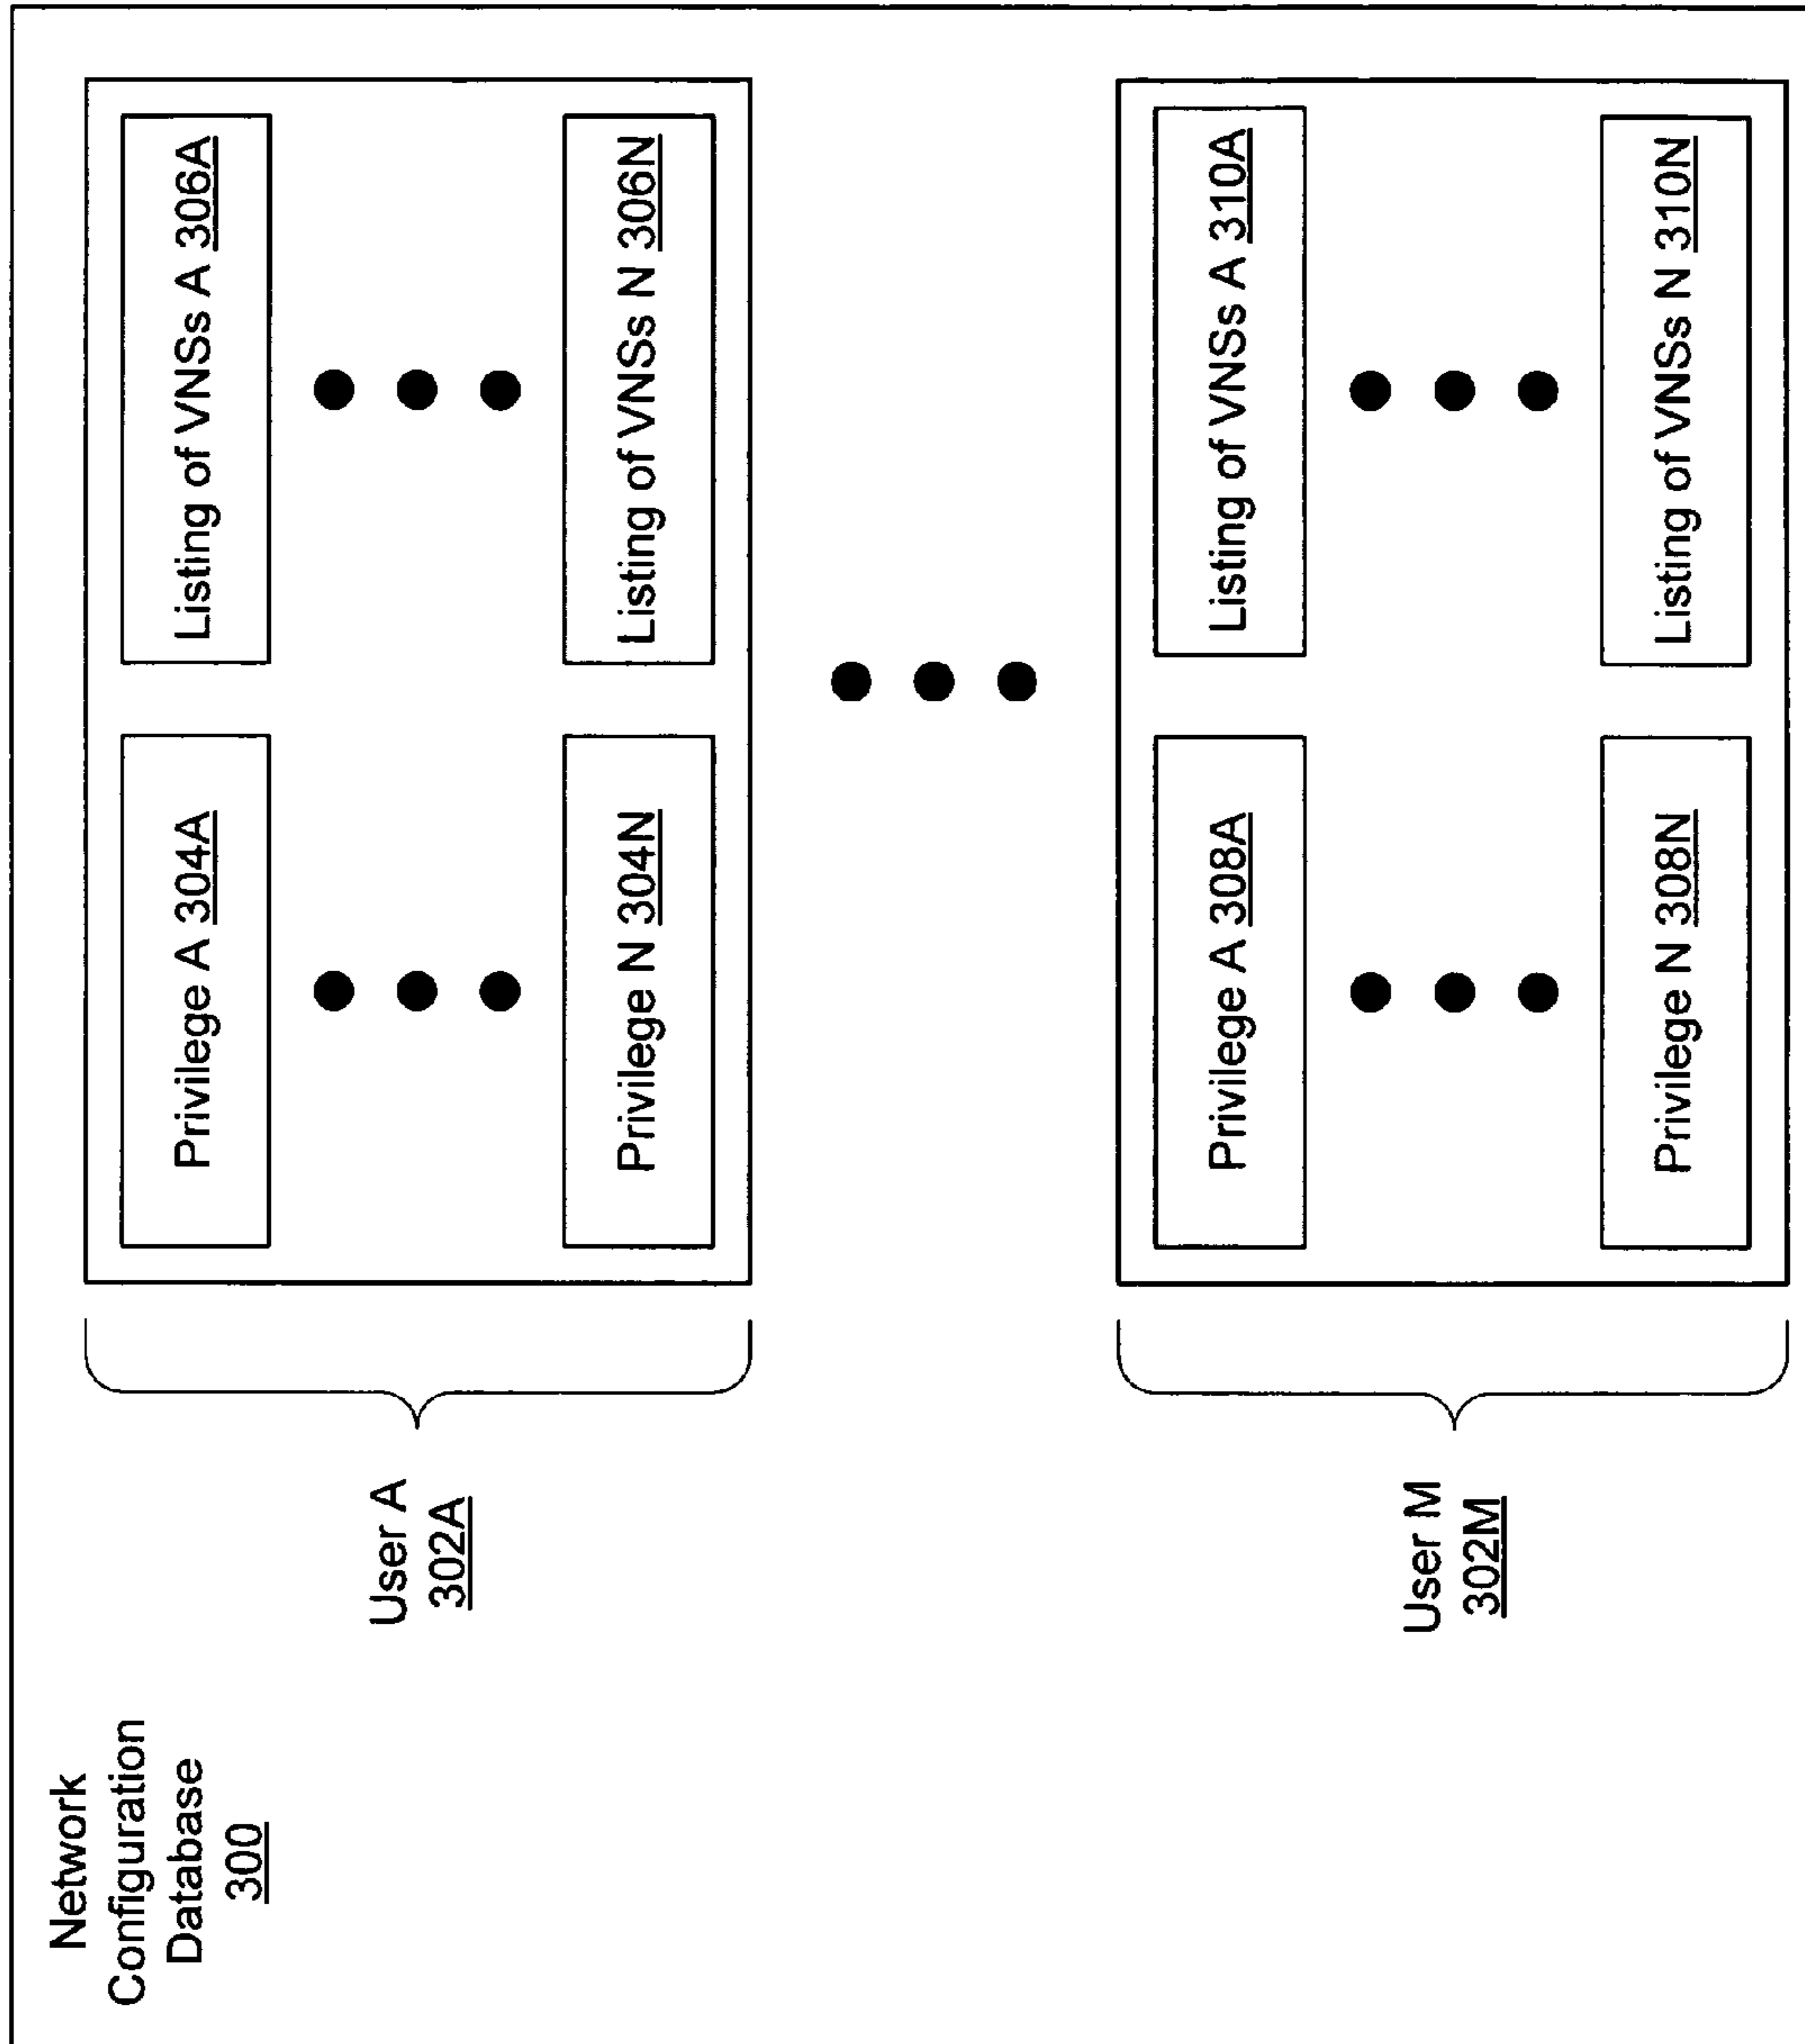 Network
Configuration
Database
300
User A
302A
Privilege A 304A
Listing of VNSs A 306A
Privilege N 304N
Listing of VNSs N 306N
User M
302M
Privilege A 308A
Listing of VNSs A 310A
Privilege N 308N
Listing of VNSs N 310N